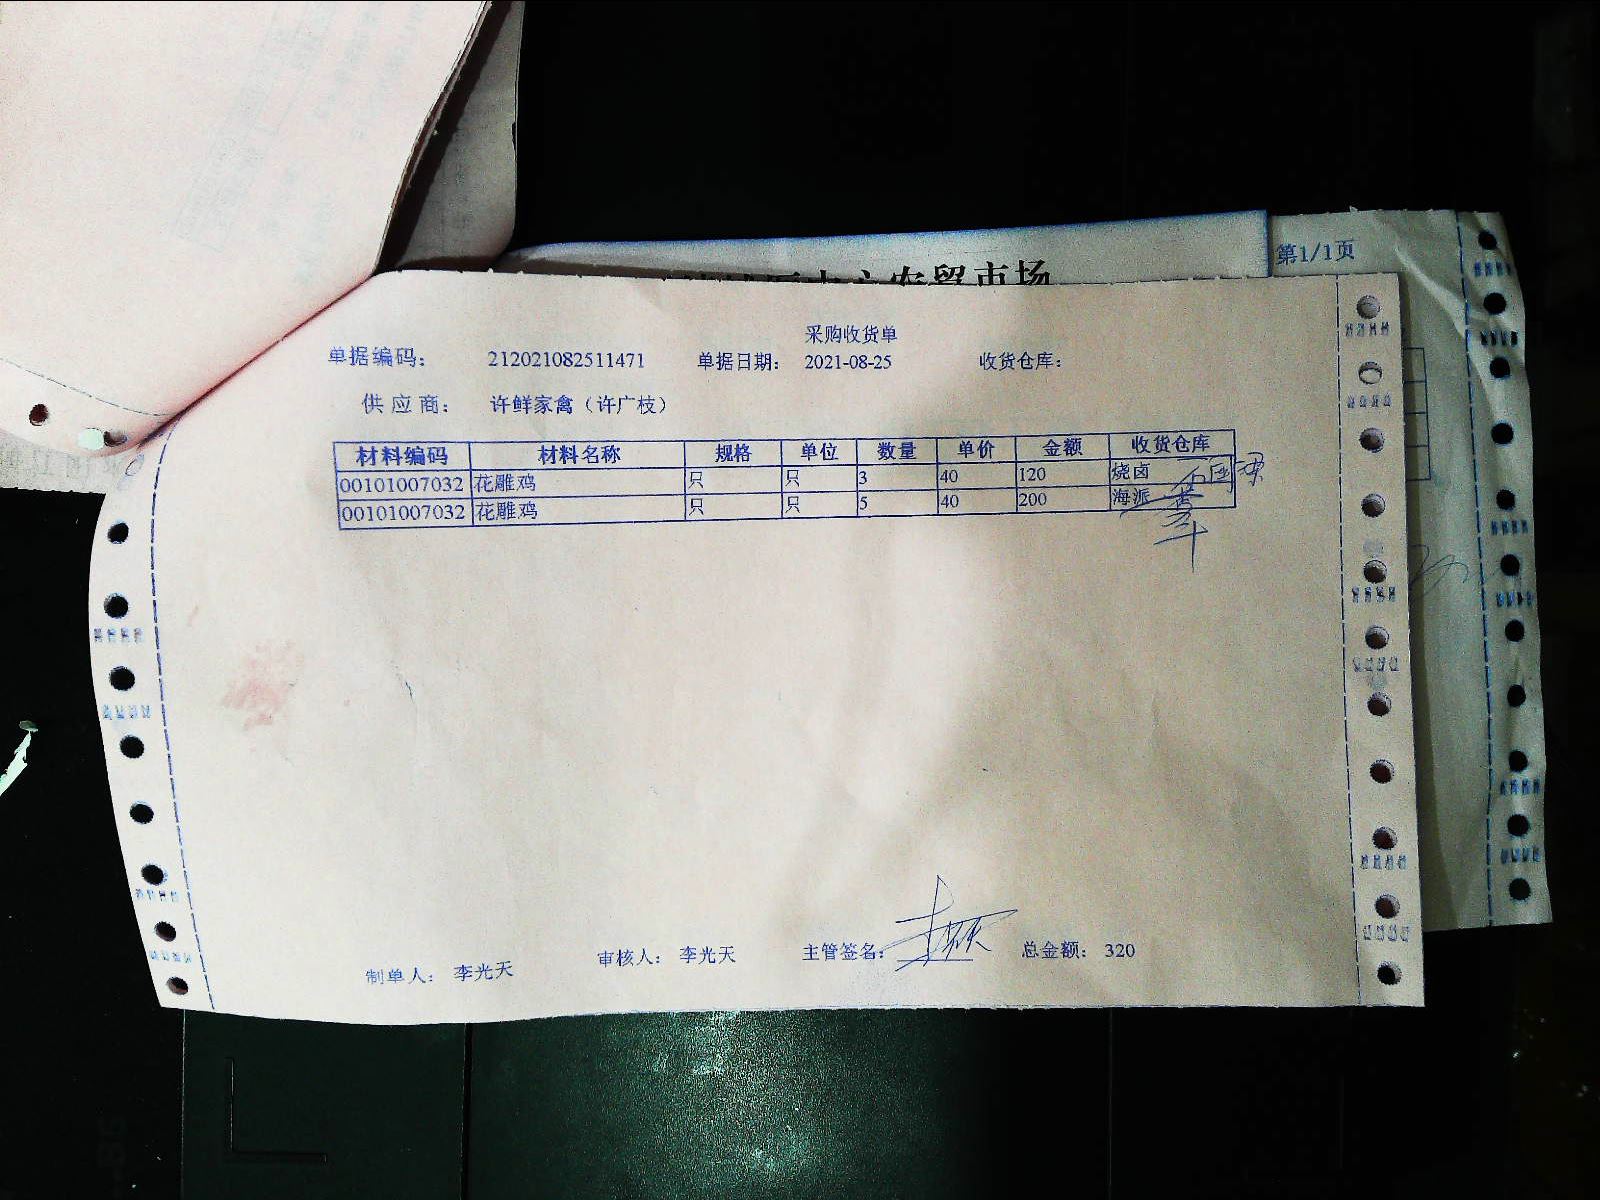 农贸市场
第1/1页
采购收货单
单据编码: 212021082511471 单据日期: 2021-08-25 收货仓库:
供应商: 许鲜家禽（许广枝）
材料编码 材料名称 规格 单位 数量 单价 金额 收货仓库
00101007032 花雕鸡 只 只 3 40 120 烧卤
00101007032 花雕鸡 只 只 5 40 200 海派
制单人: 李光天 审核人: 李光天 主管签名: 总金额: 320